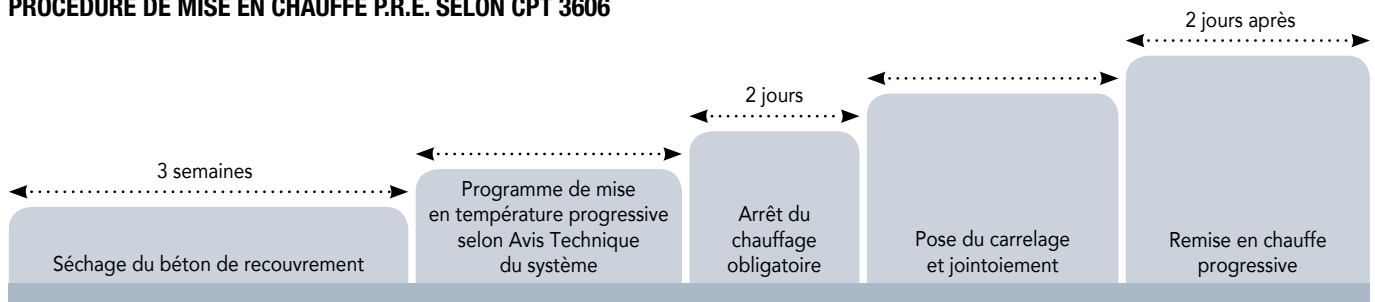 PROCÉDURE DE MISE EN CHAUFFE P.R.E. SELON CPT 3606
2 jours après
2 jours
3 semaines
Séchage du béton de recouvrement
Programme de mise
en température progressive
selon Avis Technique
du système
Arrêt du
chauffage
obligatoire
Pose du carrelage
et jointoiement
Remise en chauffe
progressive